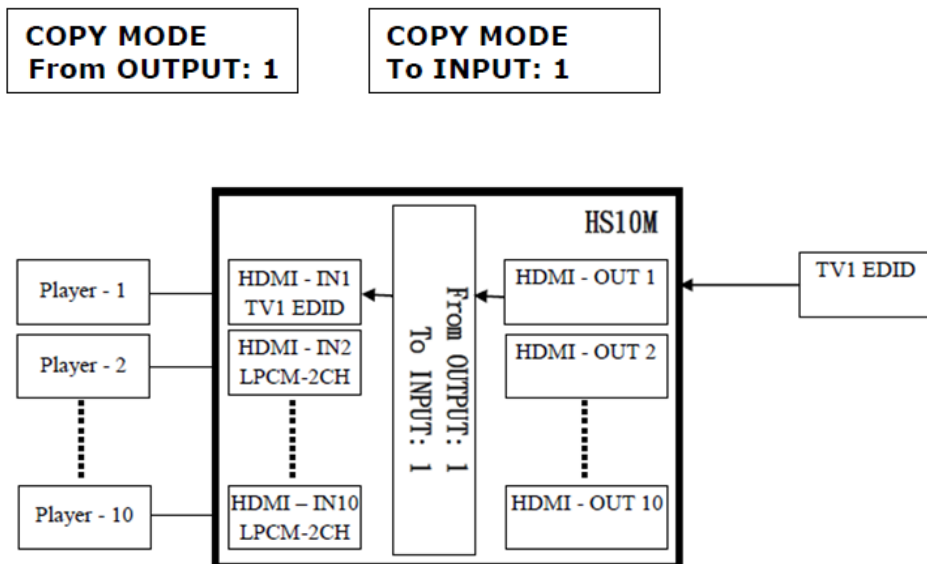 COPY MODE
From OUTPUT: 1
COPY MODE
To INPUT: 1
HS10M
TV1 EDID
Player - 1
HDMI - IN1
TV1 EDID
From OUTPUT: 1
To INPUT: 1
HDMI - OUT 1
Player - 2
HDMI - IN2
LPCM-2CH
HDMI - OUT 2
Player - 10
HDMI – IN10
LPCM-2CH
HDMI - OUT 10